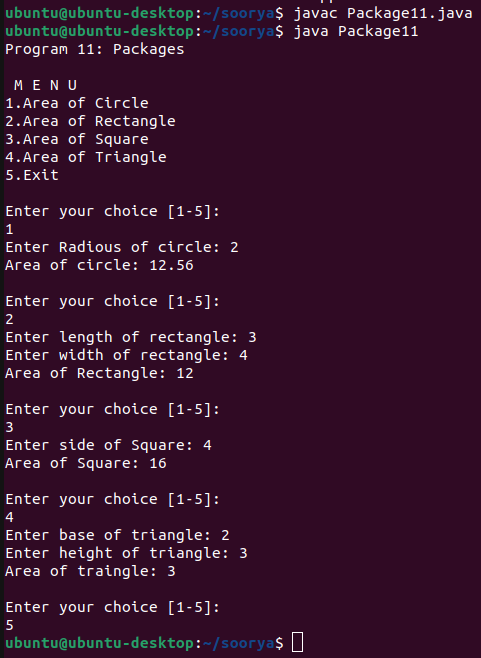 ubuntu@ubuntu-desktop:~/soorya$ javac Package11.java
ubuntu@ubuntu-desktop:~/soorya$ java Package11
Program 11: Packages
M E N U
1.Area of Circle
2.Area of Rectangle
3.Area of Square
4.Area of Triangle
5.Exit
Enter your choice [1-5]:
1
Enter Radious of circle: 2
Area of circle: 12.56
Enter your choice [1-5]:
2
Enter length of rectangle: 3
Enter width of rectangle: 4
Area of Rectangle: 12
Enter your choice [1-5]:
3
Enter side of Square: 4
Area of Square: 16
Enter your choice [1-5]:
4
Enter base of triangle: 2
Enter height of triangle: 3
Area of traingle: 3
Enter your choice [1-5]:
5
ubuntu@ubuntu-desktop:~/soorya$